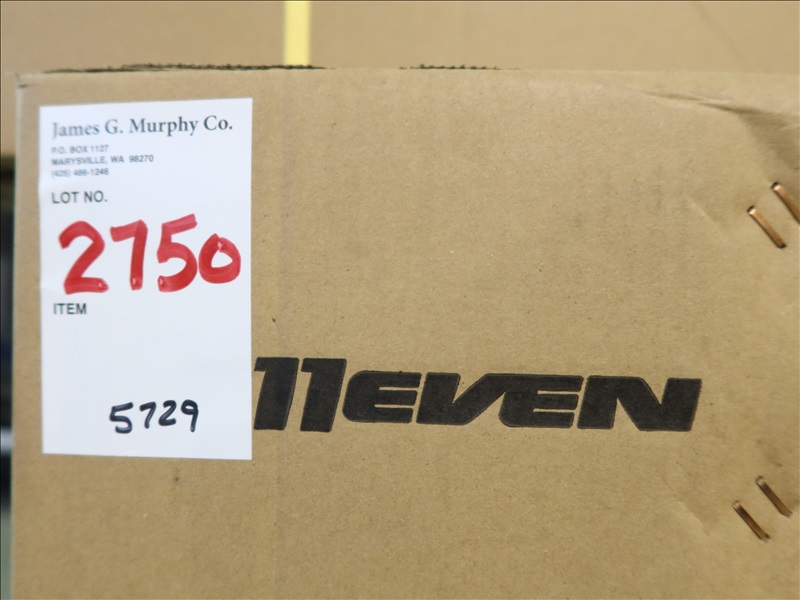 James G. Murphy Co.
P.O. BOX 1127
MARYSVILLE, WA 98270
(425) 486-1246
LOT NO.
2750
ITEM
5729
11EVEN